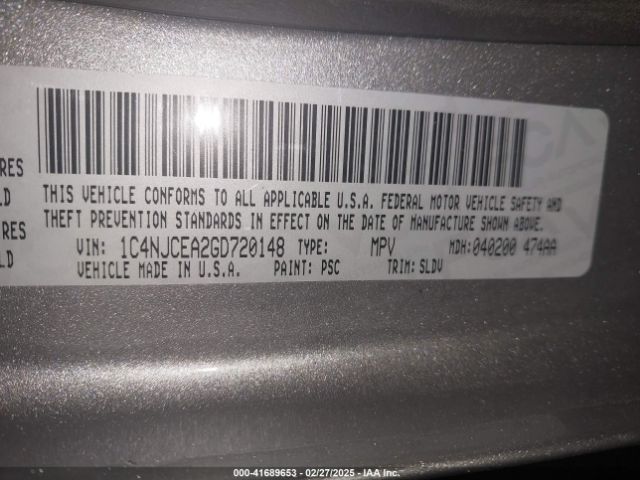 RES
LD
RES
LD
THIS VEHICLE CONFORMS TO ALL APPLICABLE U.S.A. FEDERAL MOTOR VEHICLE SAFETY AND
THEFT PREVENTION STANDARDS IN EFFECT ON THE DATE OF MANUFACTURE SHOWN ABOVE.
VIN: 1C4NJCEA2GD720148 TYPE: MPV MDH:040200 474AA
VEHICLE MADE IN U.S.A. PAINT: PSC TRIM: SLDV
000-41689653 / 02/27/2025 - IAA Inc.